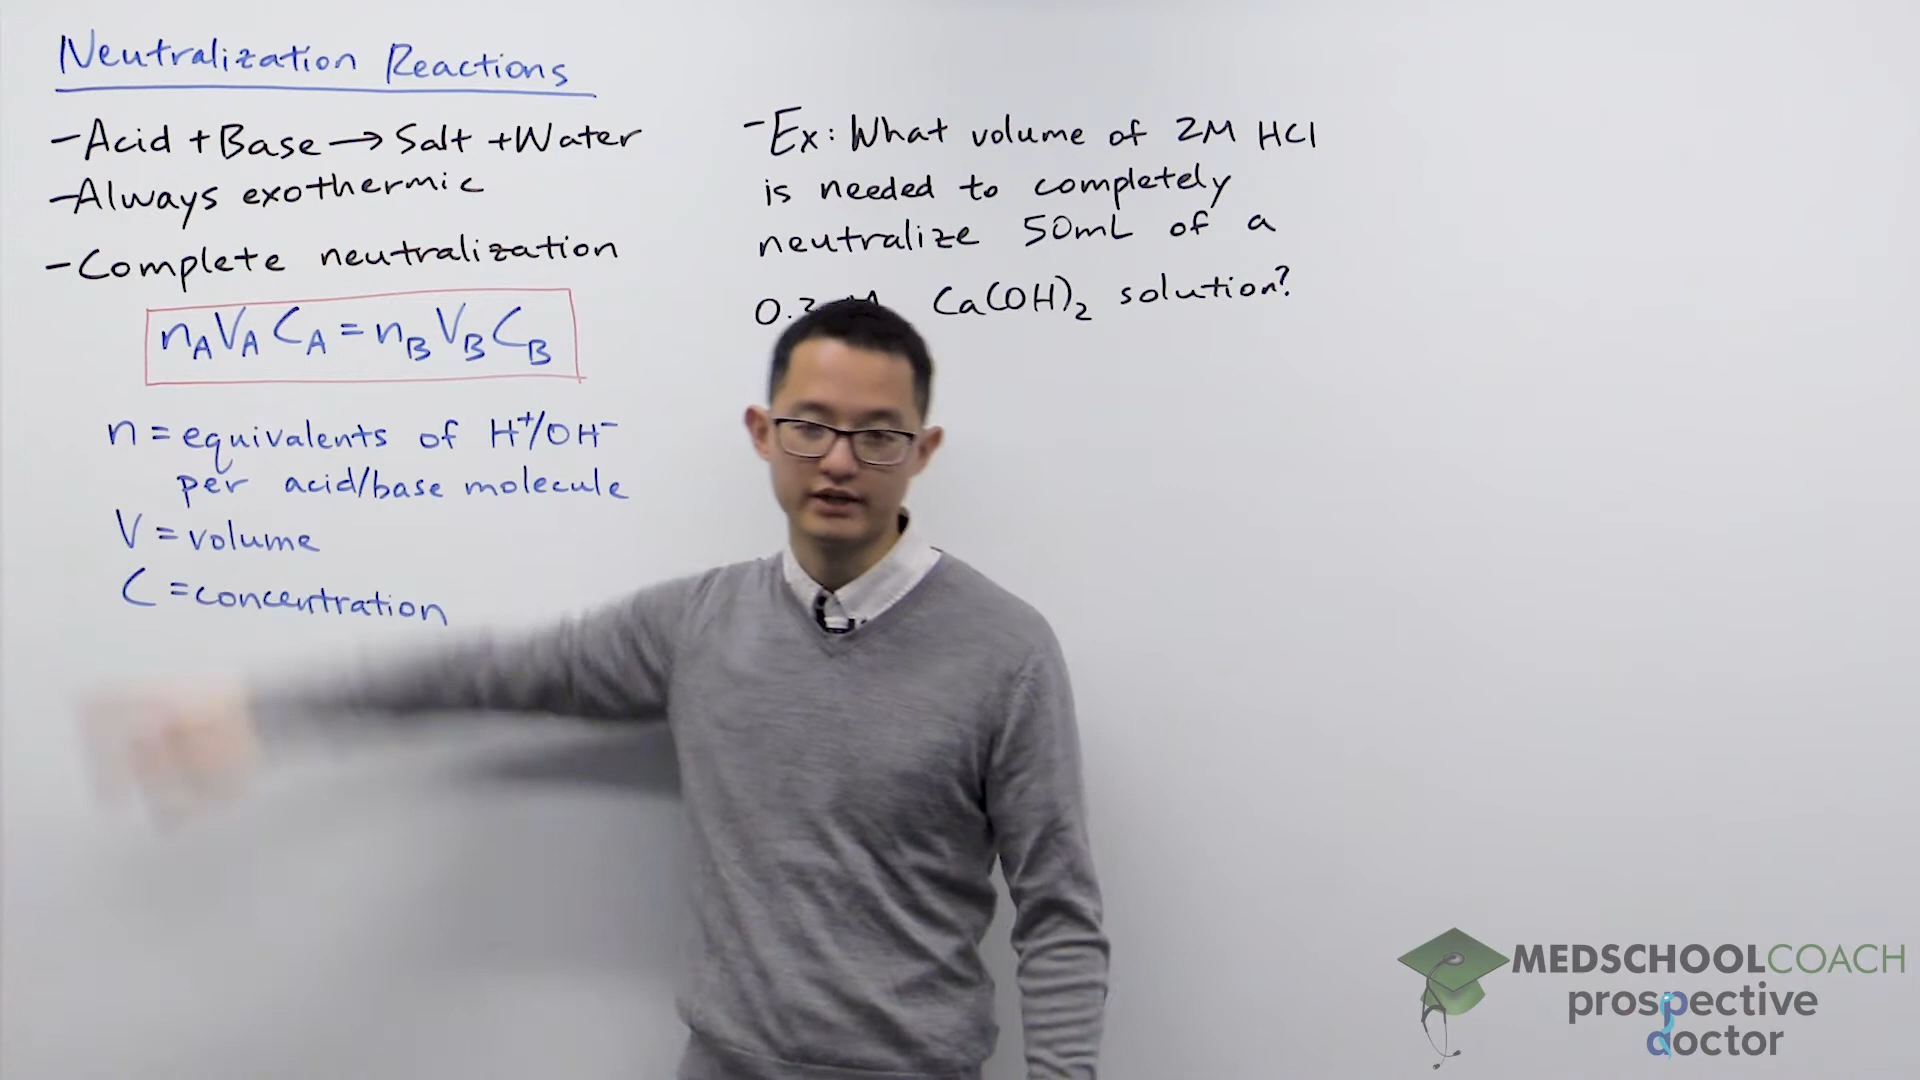 Neutralization Reactions
-Acid + Base → Salt + Water
-Always exothermic
-Complete neutralization
nAVACA = nBVBCB
n = equivalents of H⁺/OH⁻
per acid/base molecule
V = volume
C = concentration
-Ex: What volume of 2M HCl
is needed to completely
neutralize 50mL of a
Ca(OH)₂ solution?
MEDSCHOOLCOACH
prospective
doctor